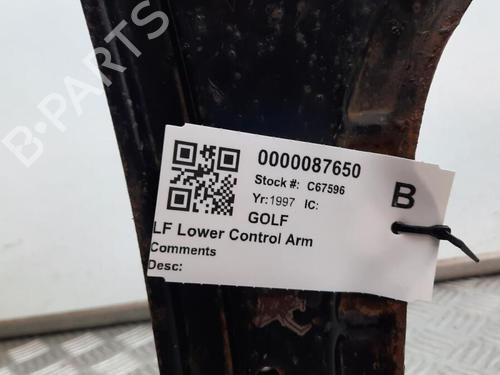 B-PARTS
0000087650
Stock #: C67596
B
Yr: 1997 IC:
GOLF
LF Lower Control Arm
Comments
Desc: